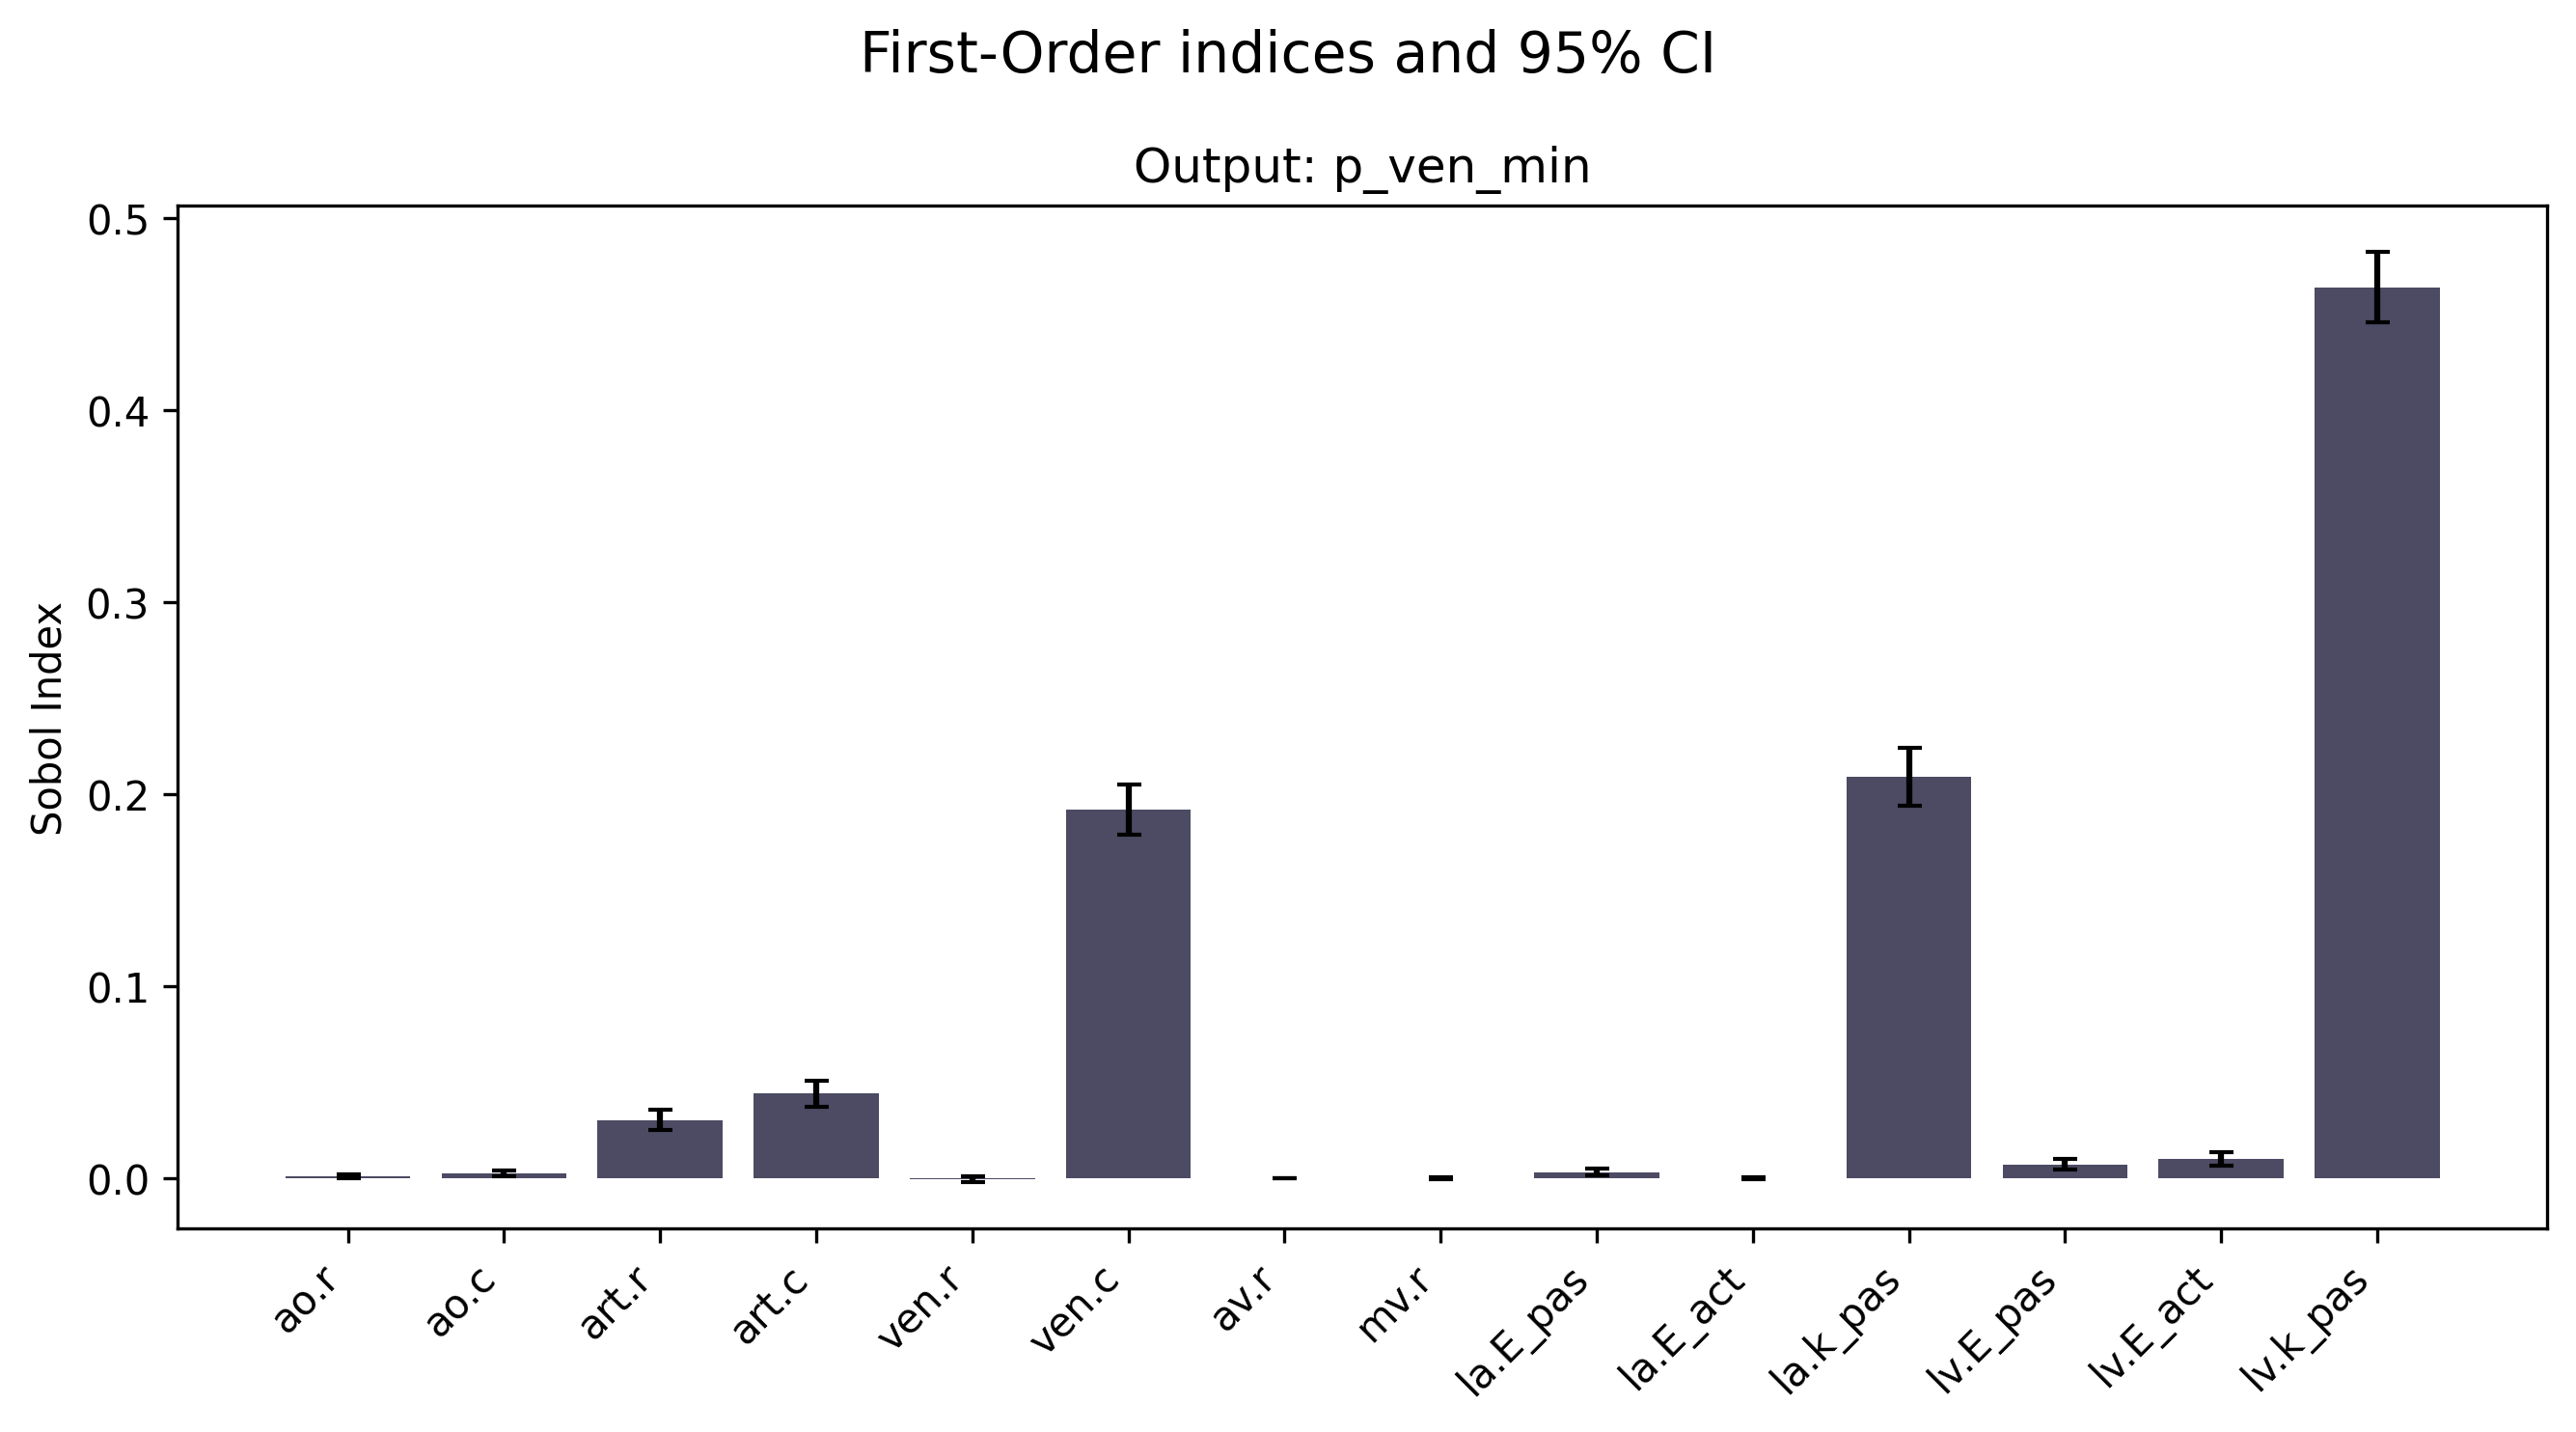 First-Order indices and 95% CI
Output: p_ven_min
Sobol Index
0.5
0.4
0.3
0.2
0.1
0.0
ao.r
ao.c
art.r
art.c
ven.r
ven.c
av.r
mv.r
la.E_pas
la.E_act
la.k_pas
lv.E_pas
lv.E_act
lv.k_pas